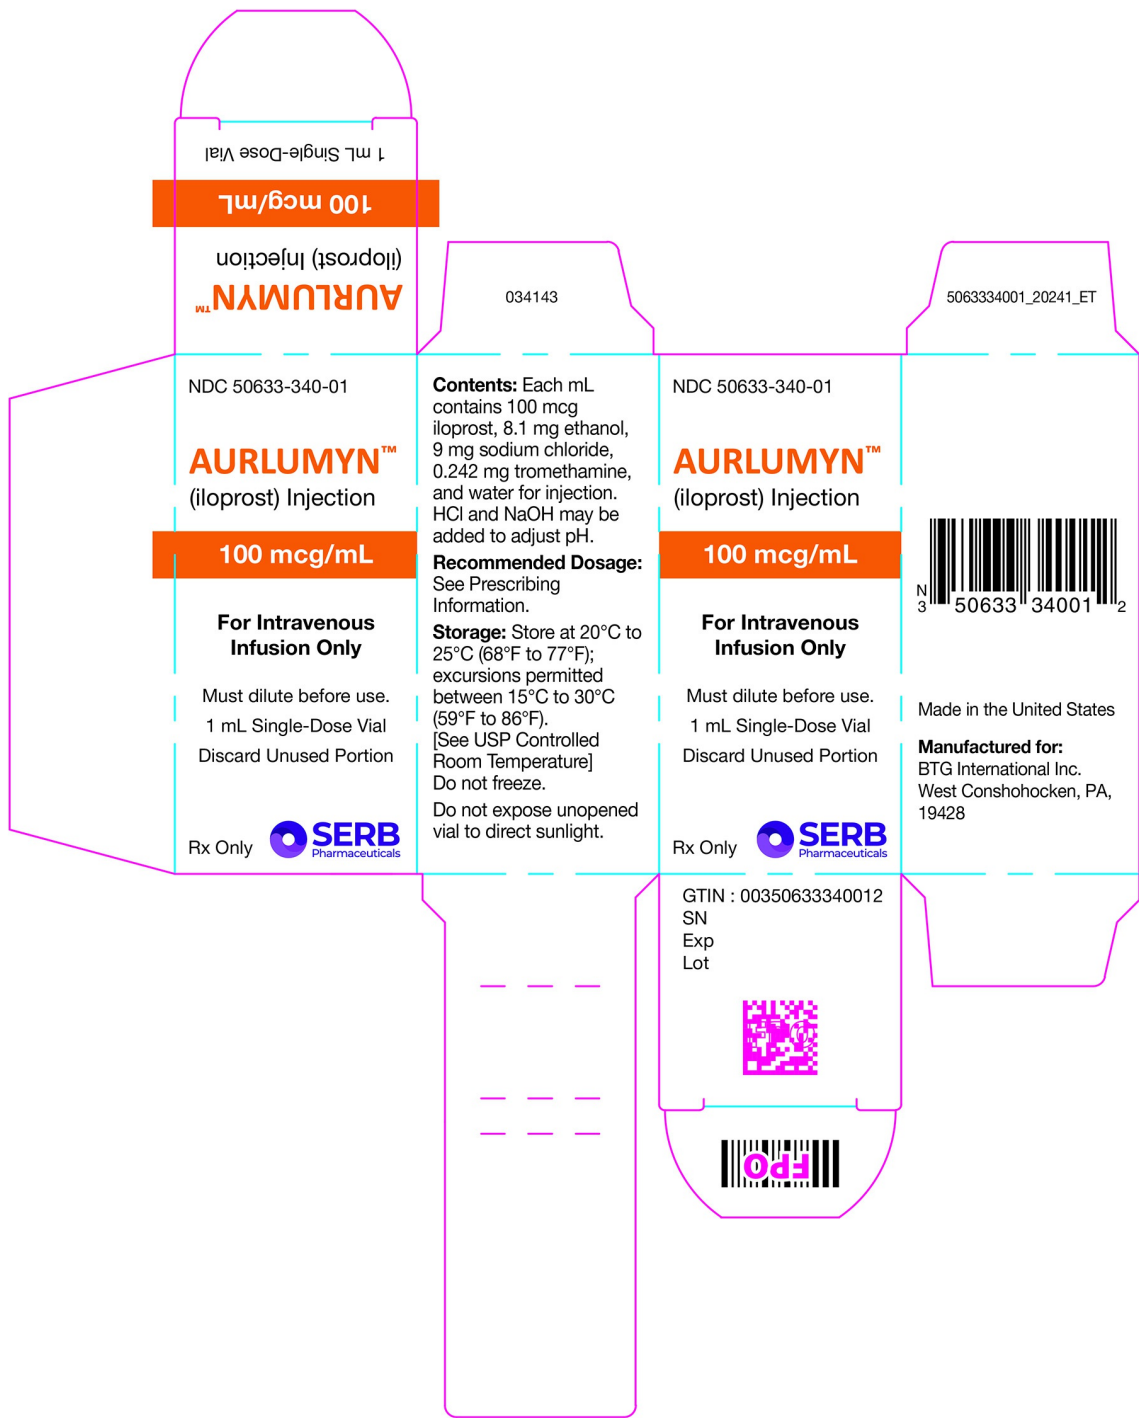 1 mL Single-Dose Vial
100 mcg/mL
(iloprost) Injection
AURLUMYN™
034143
5063334001_20241_ET
NDC 50633-340-01
AURLUMYN™
(iloprost) Injection
100 mcg/mL
For Intravenous
Infusion Only
Must dilute before use.
1 mL Single-Dose Vial
Discard Unused Portion
Rx Only
SERB
Pharmaceuticals
Contents: Each mL
contains 100 mcg
iloprost, 8.1 mg ethanol,
9 mg sodium chloride,
0.242 mg tromethamine,
and water for injection.
HCl and NaOH may be
added to adjust pH.
Recommended Dosage:
See Prescribing
Information.
Storage: Store at 20°C to
25°C (68°F to 77°F);
excursions permitted
between 15°C to 30°C
(59°F to 86°F).
[See USP Controlled
Room Temperature]
Do not freeze.
Do not expose unopened
vial to direct sunlight.
NDC 50633-340-01
AURLUMYN™
(iloprost) Injection
100 mcg/mL
For Intravenous
Infusion Only
Must dilute before use.
1 mL Single-Dose Vial
Discard Unused Portion
Rx Only
SERB
Pharmaceuticals
N
3 50633 34001 2
Made in the United States
Manufactured for:
BTG International Inc.
West Conshohocken, PA,
19428
GTIN : 00350633340012
SN
Exp
Lot
FPO
FPO